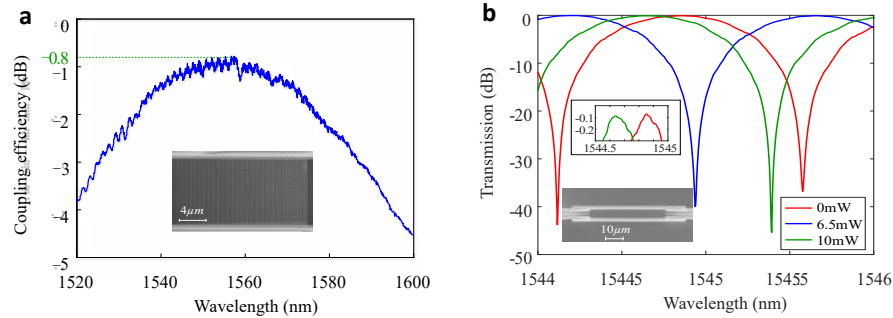 a
0
−0.8
−1
−2
−3
−4
−5
Coupling efficiency (dB)
4μm
1520
1540
1560
1580
1600
Wavelength (nm)
b
0
-10
-20
-30
-40
-50
Transmission (dB)
-0.1
-0.2
1544.5
1545
10μm
0mW
6.5mW
10mW
1544
15445
1545
15455
1546
Wavelength (nm)